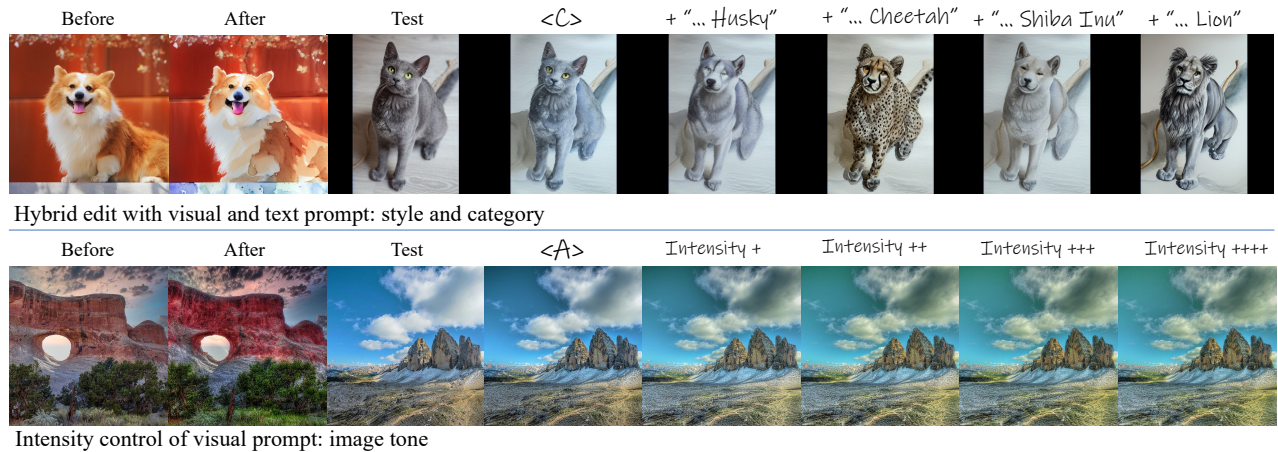 Before After Test <C> + “... Husky” + “... Cheetah” + “... Shiba Inu” + “... Lion”
Hybrid edit with visual and text prompt: style and category
Before After Test <A> Intensity + Intensity ++ Intensity +++ Intensity ++++
Intensity control of visual prompt: image tone